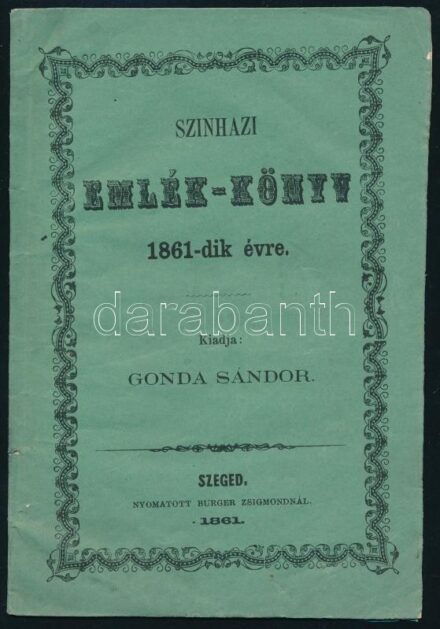 SZINHAZI
EMLÉK-KÖNYV
1861-dik évre.
darabanth
Kiadja:
GONDA SÁNDOR.
SZEGED.
NYOMATOTT BURGER ZSIGMONDNÁL.
1861.